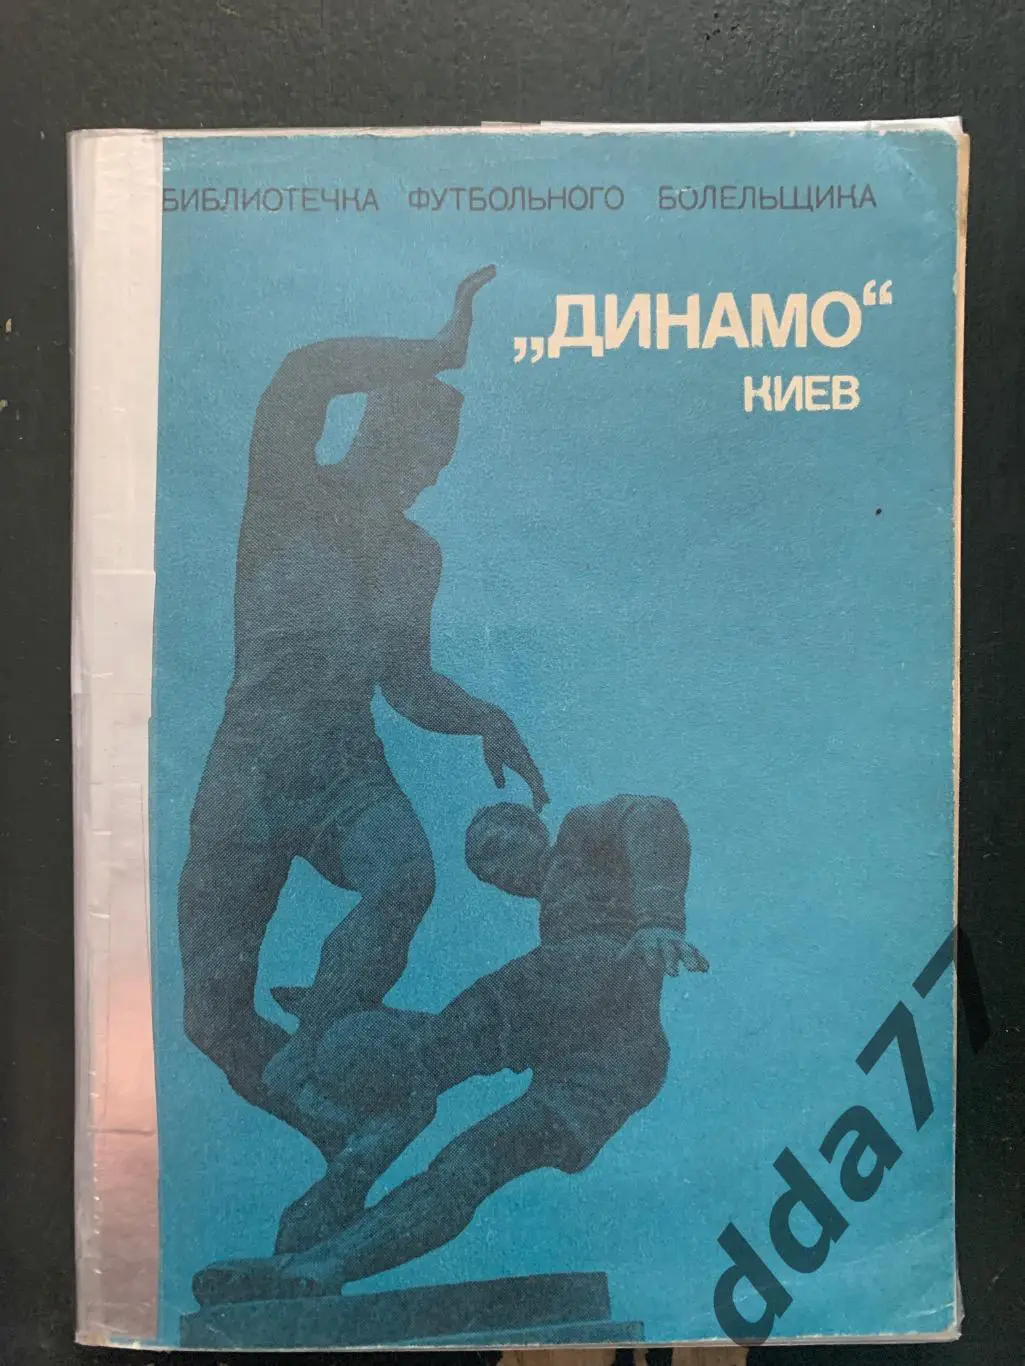 БИБЛИОТЕЧКА ФУТБОЛЬНОГО БОЛЕЛЬЩИКА
„ДИНАМО“
КИЕВ
dda77